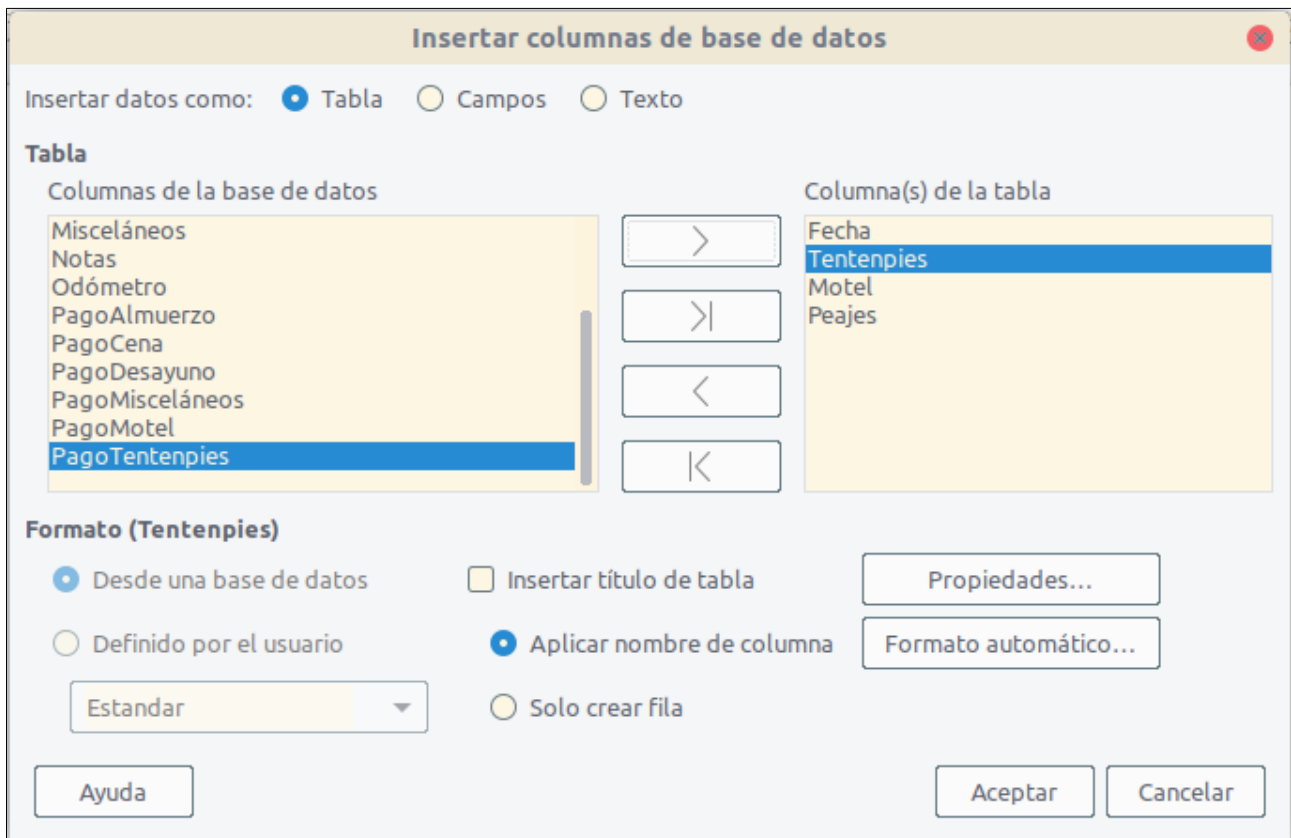 Insertar columnas de base de datos
Insertar datos como: Tabla Campos Texto
Tabla
Columnas de la base de datos
Misceláneos
Notas
Odómetro
PagoAlmuerzo
PagoCena
PagoDesayuno
PagoMisceláneos
PagoMotel
PagoTentenpies
Columna(s) de la tabla
Fecha
Tentenpies
Motel
Peajes
Formato (Tentenpies)
Desde una base de datos
Insertar título de tabla
Propiedades...
Definido por el usuario
Aplicar nombre de columna
Formato automático...
Estandar
Solo crear fila
Ayuda
Aceptar
Cancelar